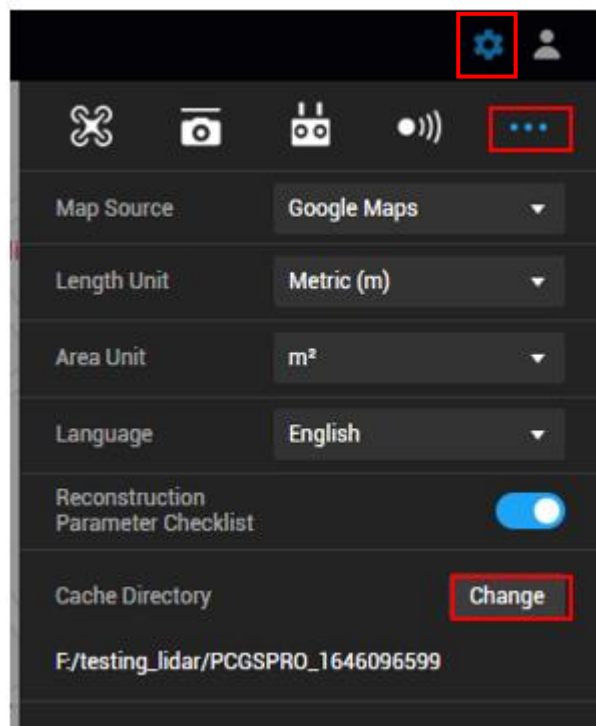 Map Source
Google Maps
Length Unit
Metric (m)
Area Unit
m²
Language
English
Reconstruction
Parameter Checklist
Cache Directory
Change
F:/testing_lidar/PCGSPRO_1646096599